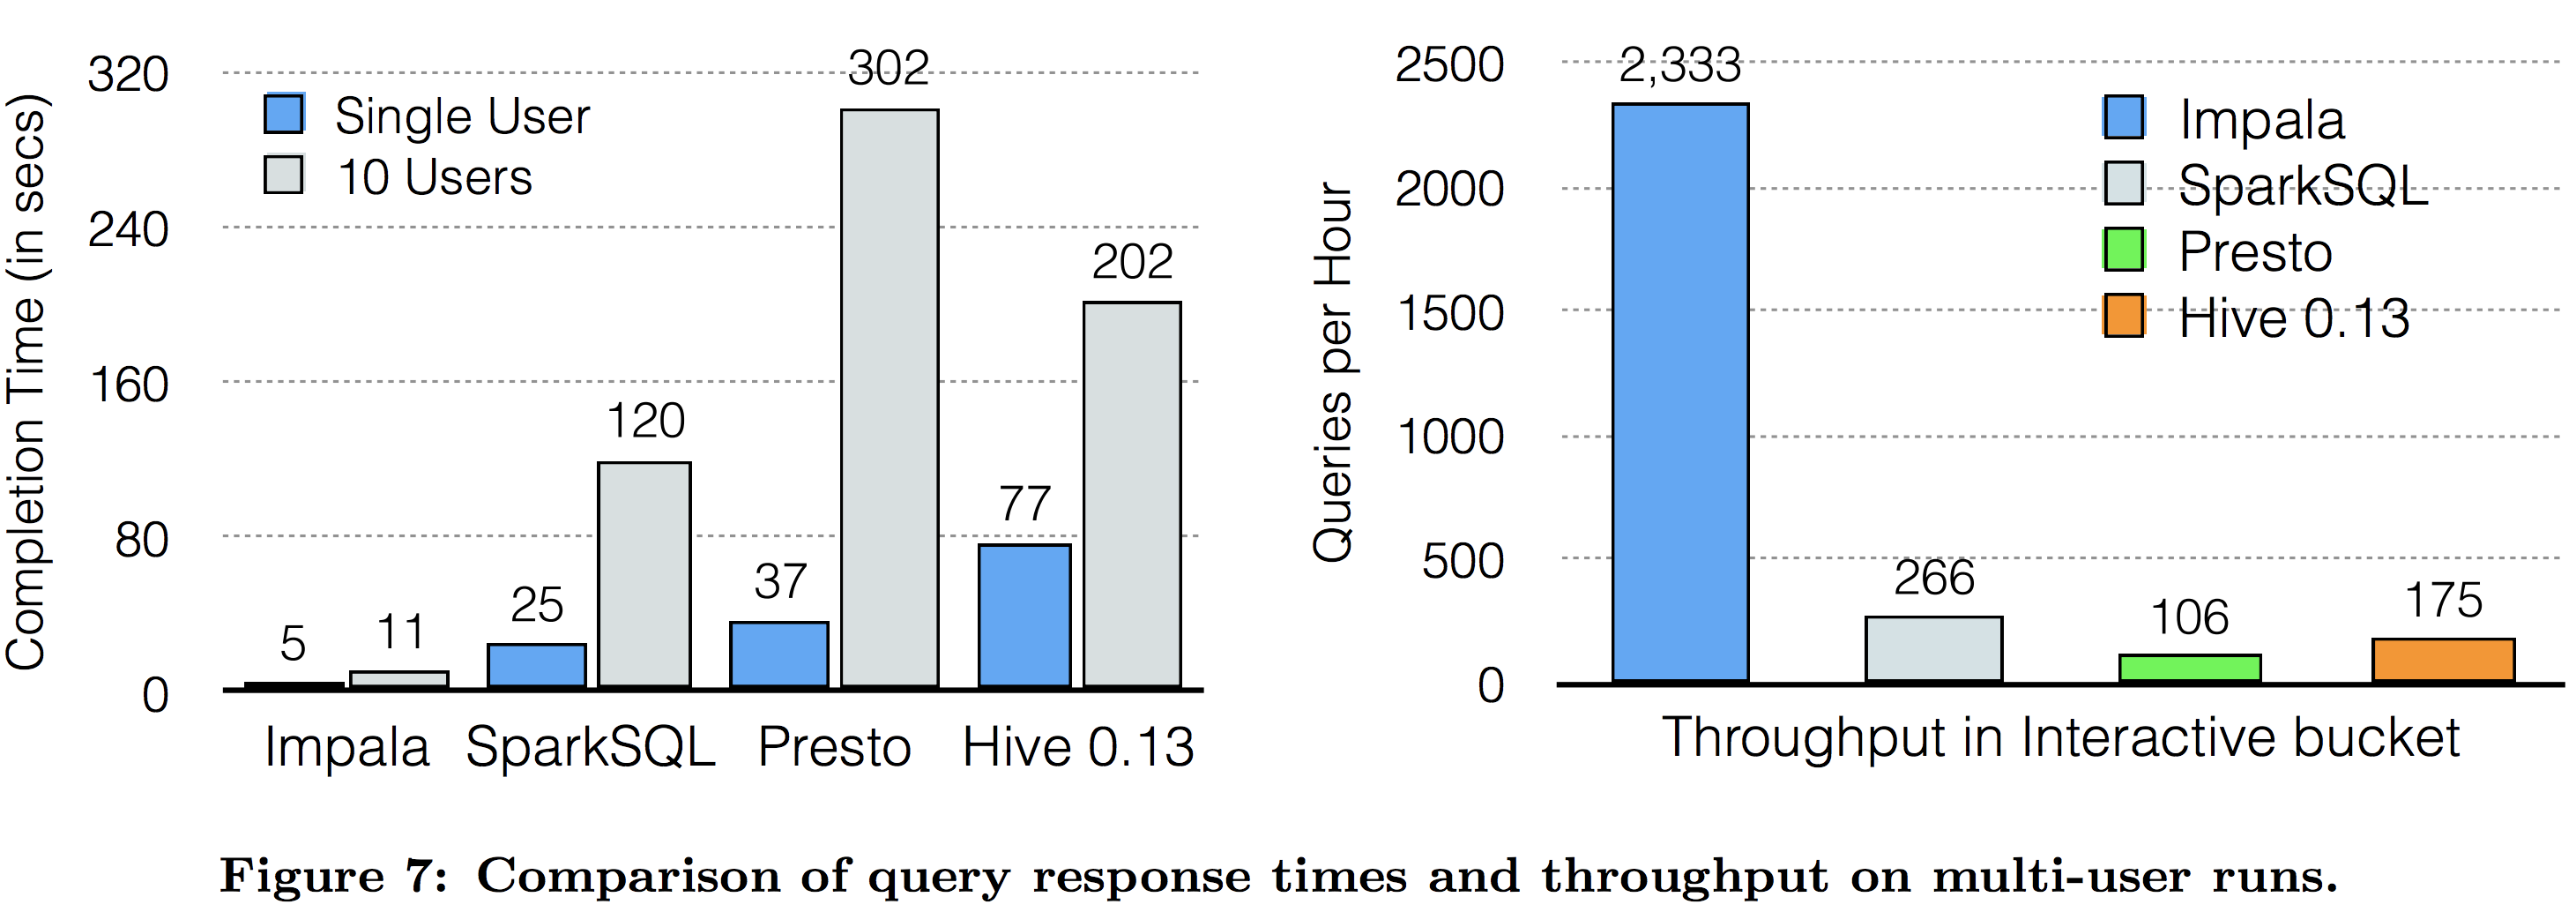 Completion Time (in secs)
320
240
160
80
0
Single User
10 Users
5
11
25
120
37
302
77
202
Impala
SparkSQL
Presto
Hive 0.13
Queries per Hour
2500
2000
1500
1000
500
0
2,333
266
106
175
Impala
SparkSQL
Presto
Hive 0.13
Throughput in Interactive bucket
Figure 7: Comparison of query response times and throughput on multi-user runs.